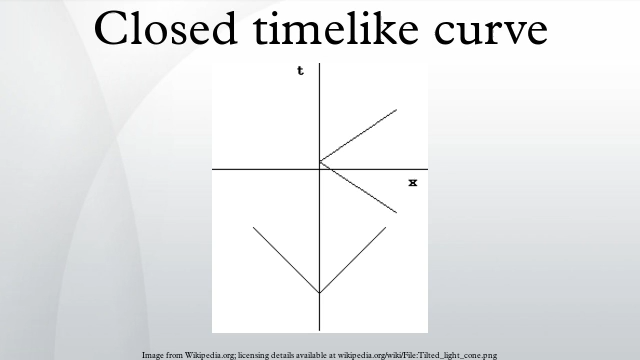 Closed timelike curve
t
x
Image from Wikipedia.org; licensing details available at wikipedia.org/wiki/File:Tilted_light_cone.png